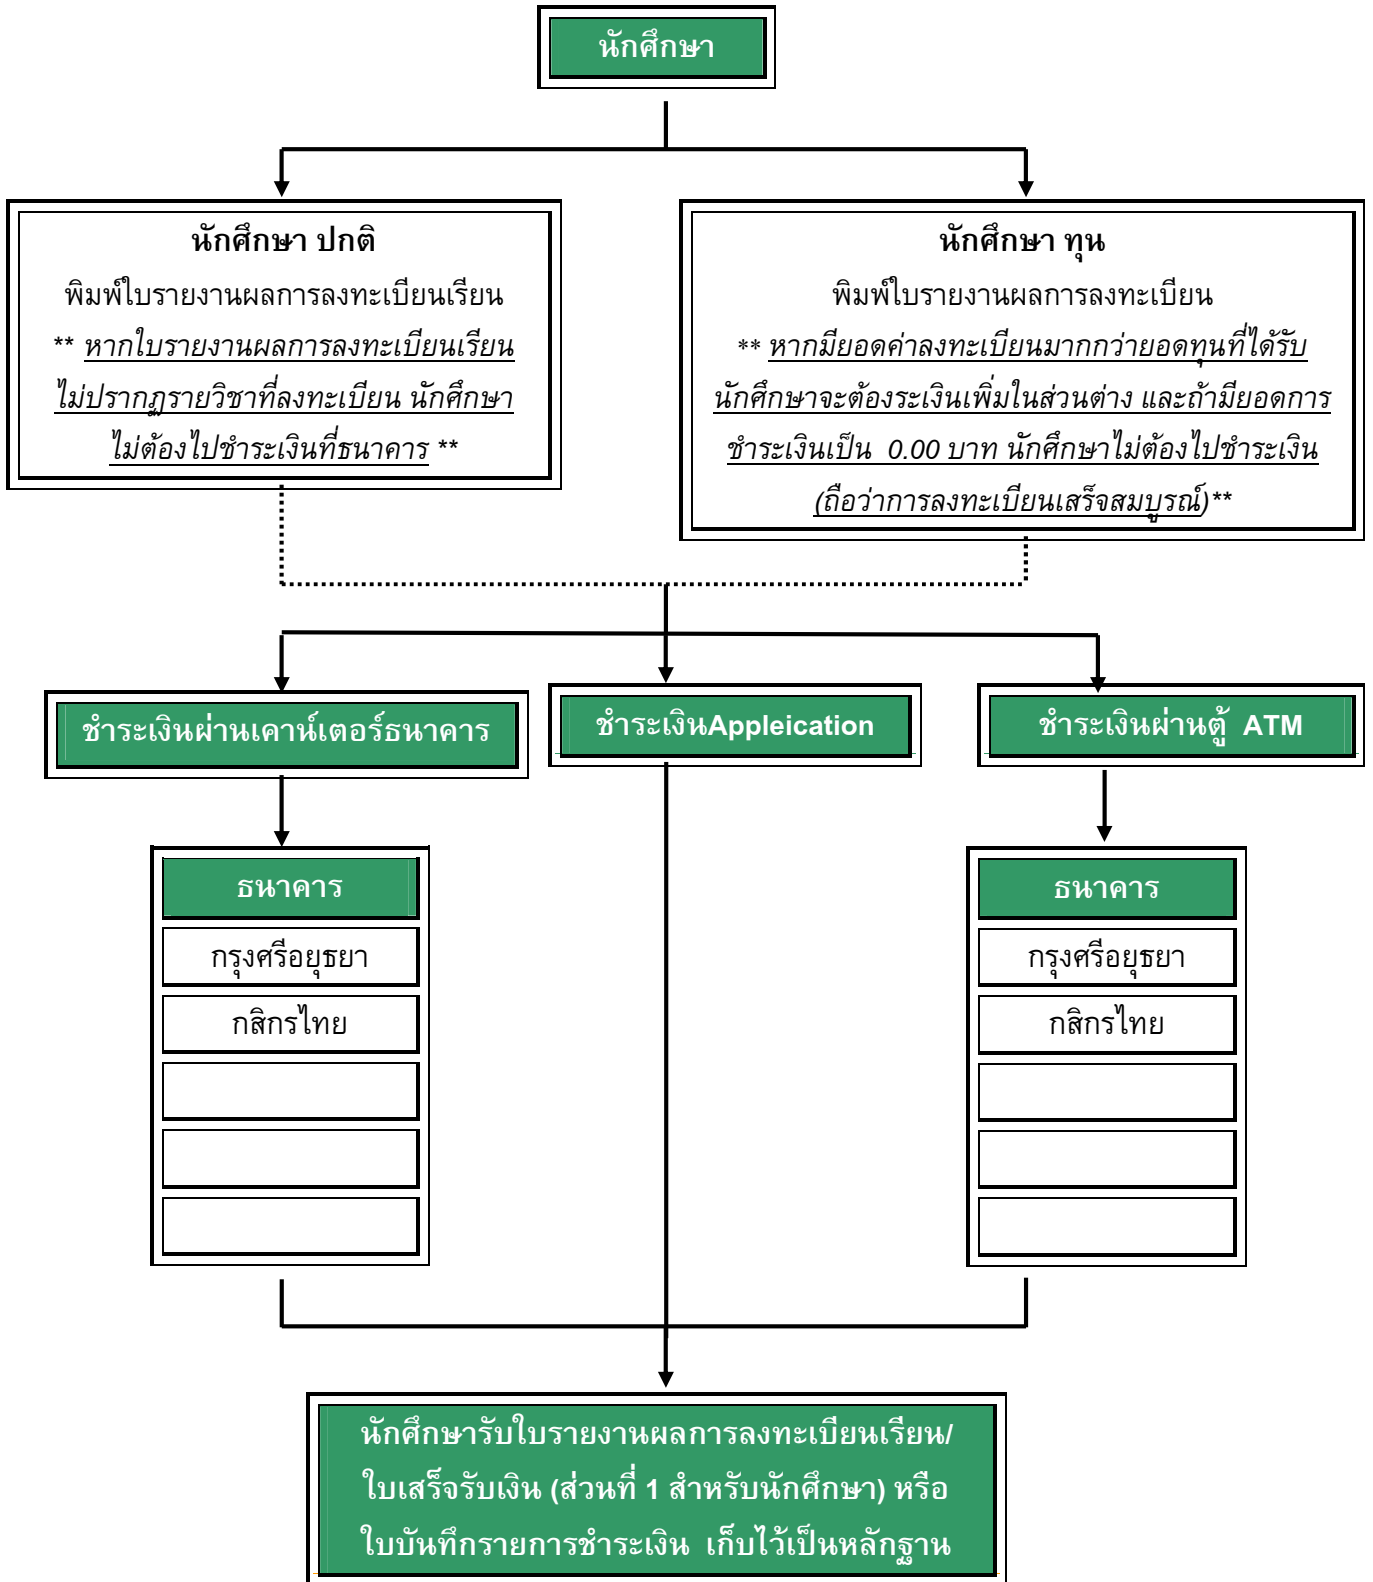 นักศึกษา
นักศึกษา ปกติ
พิมพ์ใบรายงานผลการลงทะเบียนเรียน
** หากใบรายงานผลการลงทะเบียนเรียน
ไม่ปรากฏรายวิชาที่ลงทะเบียน นักศึกษา
ไม่ต้องไปชำระเงินที่ธนาคาร **
นักศึกษา ทุน
พิมพ์ใบรายงานผลการลงทะเบียน
** หากมียอดค่าลงทะเบียนมากกว่ายอดทุนที่ได้รับ
นักศึกษาจะต้องระเงินเพิ่มในส่วนต่าง และถ้ามียอดการ
ชำระเงินเป็น 0.00 บาท นักศึกษาไม่ต้องไปชำระเงิน
(ถือว่าการลงทะเบียนเสร็จสมบูรณ์)**
ชำระเงินผ่านเคาน์เตอร์ธนาคาร
ชำระเงินAppleication
ชำระเงินผ่านตู้ ATM
ธนาคาร
กรุงศรีอยุธยา
กสิกรไทย
ธนาคาร
กรุงศรีอยุธยา
กสิกรไทย
นักศึกษารับใบรายงานผลการลงทะเบียนเรียน/
ใบเสร็จรับเงิน (ส่วนที่ 1 สำหรับนักศึกษา) หรือ
ใบบันทึกรายการชำระเงิน เก็บไว้เป็นหลักฐาน